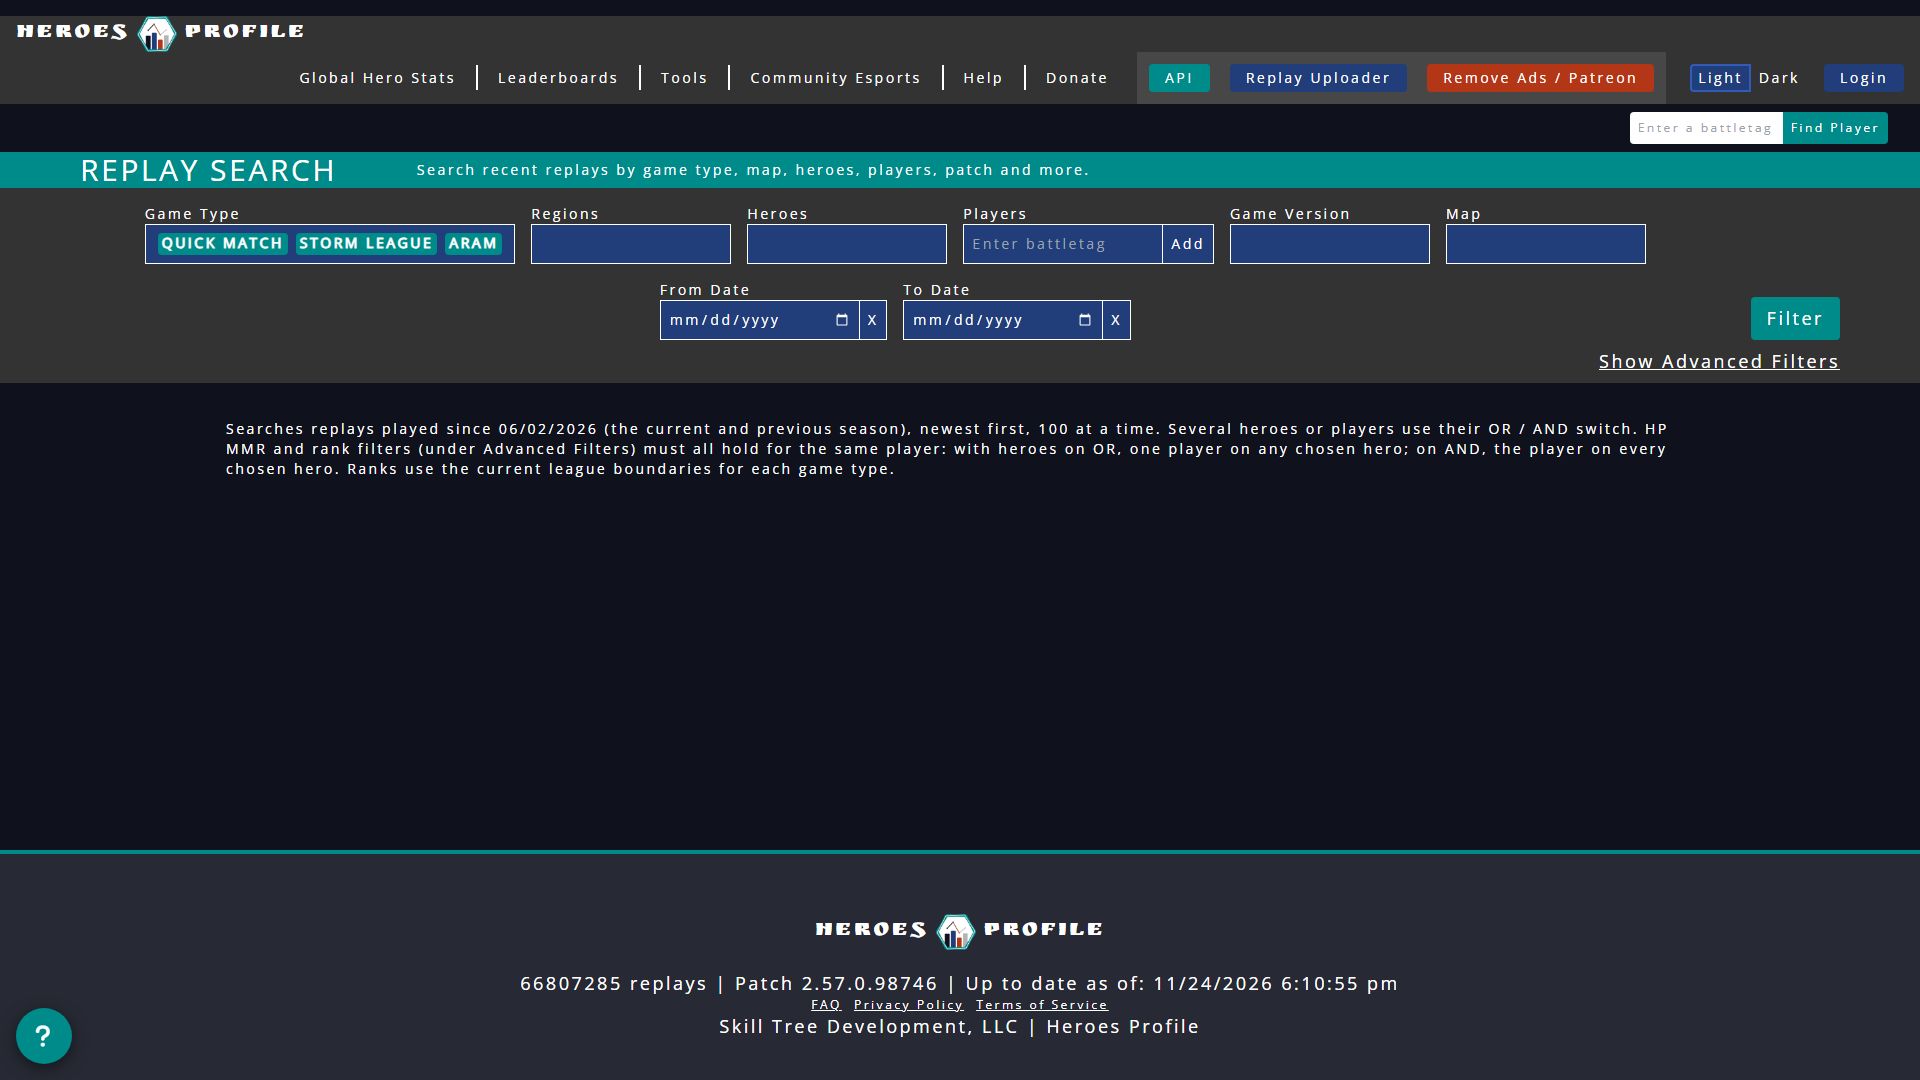 HEROES PROFILE
Global Hero Stats | Leaderboards | Tools | Community Esports | Help | Donate API Replay Uploader Remove Ads / Patreon Light Dark Login
Enter a battletag Find Player
REPLAY SEARCH Search recent replays by game type, map, heroes, players, patch and more.
Game Type Regions Heroes Players Game Version Map
QUICK MATCH STORM LEAGUE ARAM Enter battletag Add
From Date To Date
mm/dd/yyyy X mm/dd/yyyy X Filter
Show Advanced Filters
Searches replays played since 06/02/2026 (the current and previous season), newest first, 100 at a time. Several heroes or players use their OR / AND switch. HP
MMR and rank filters (under Advanced Filters) must all hold for the same player: with heroes on OR, one player on any chosen hero; on AND, the player on every
chosen hero. Ranks use the current league boundaries for each game type.
HEROES PROFILE
66807285 replays | Patch 2.57.0.98746 | Up to date as of: 11/24/2026 6:10:55 pm
FAQ Privacy Policy Terms of Service
Skill Tree Development, LLC | Heroes Profile
?